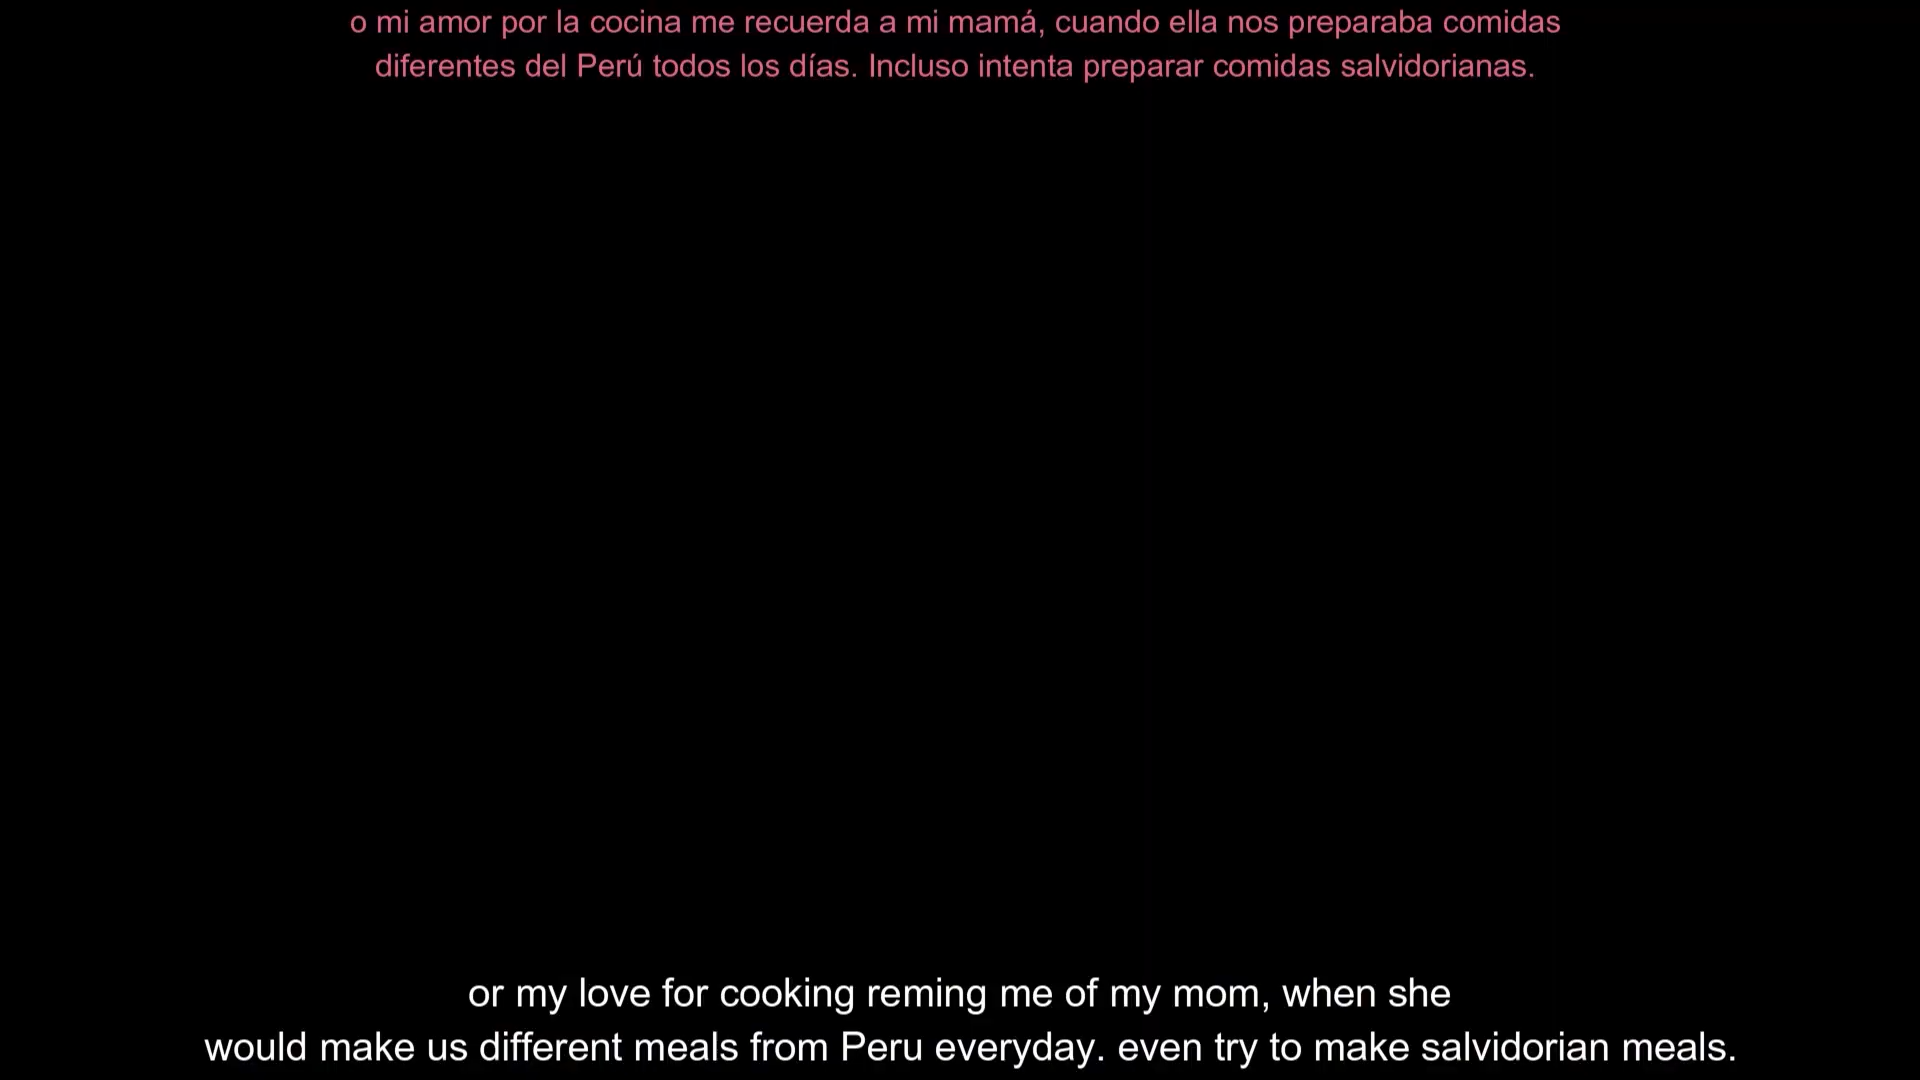 o mi amor por la cocina me recuerda a mi mamá, cuando ella nos preparaba comidas
diferentes del Perú todos los días. Incluso intenta preparar comidas salvidorianas.
or my love for cooking reming me of my mom, when she
would make us different meals from Peru everyday. even try to make salvidorian meals.